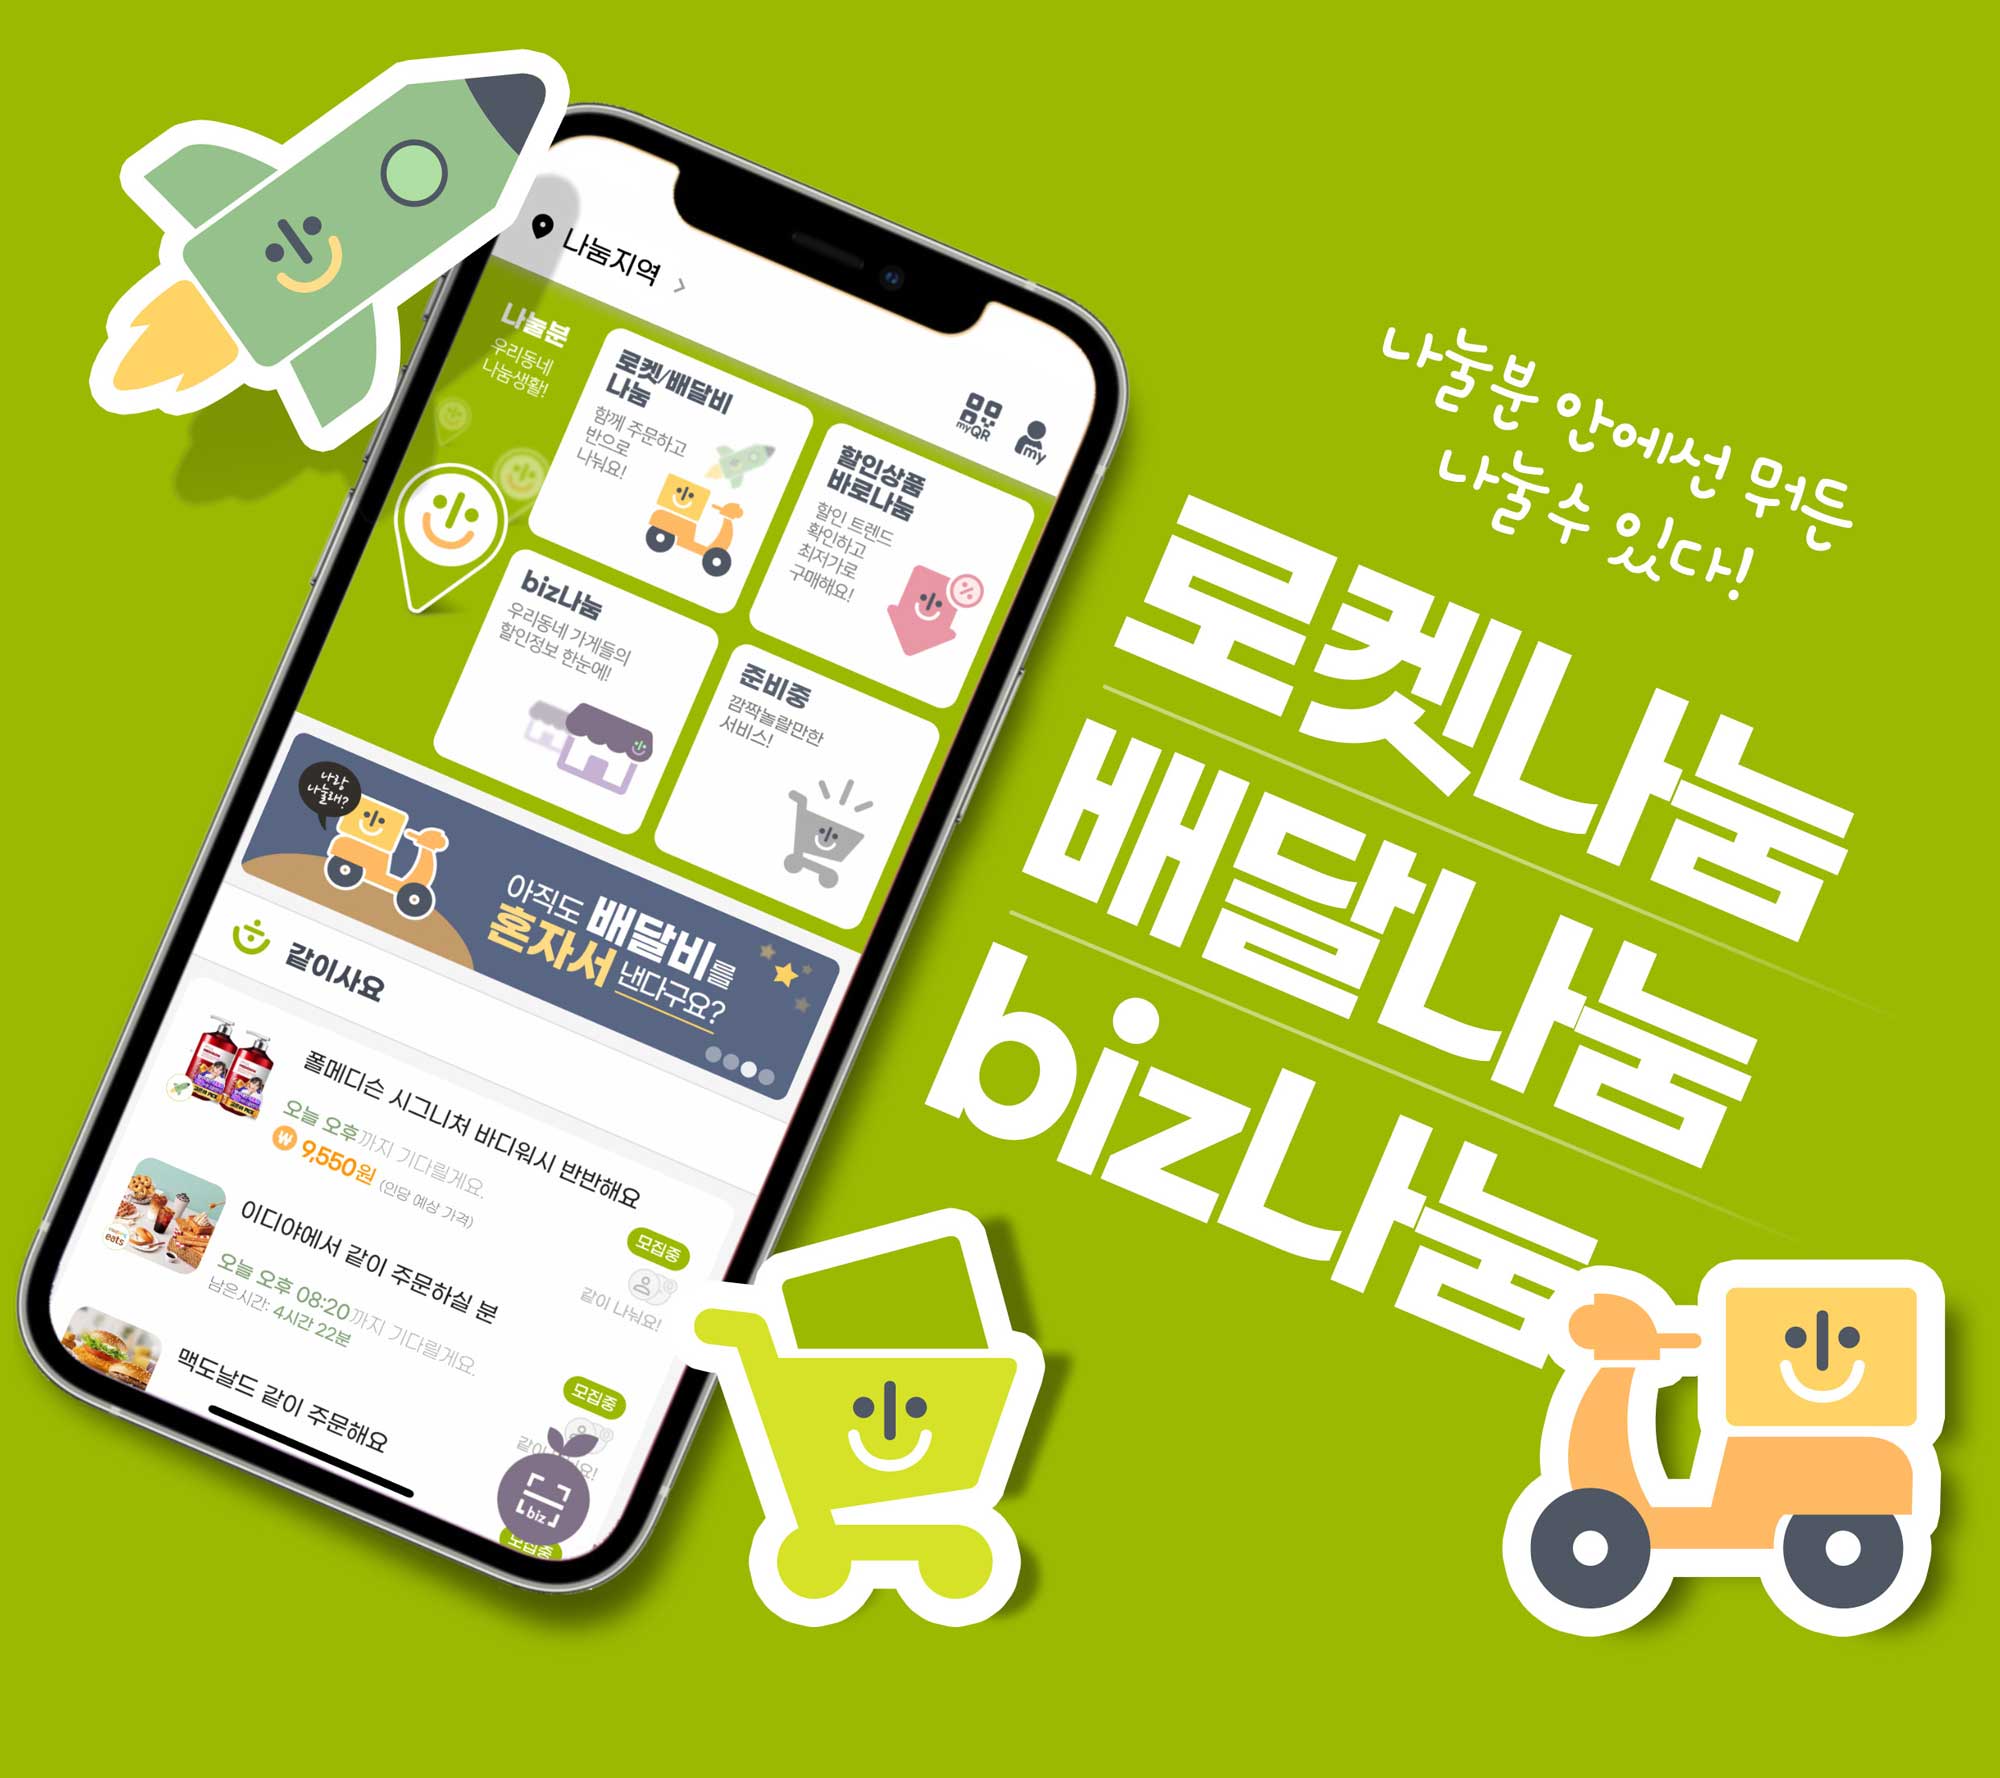 나눌분 안에선 뭐든
나눌 수 있다!
로켓나눔
배달나눔
biz나눔
나눔지역
myQR
my
나눌분
우리동네
나눔생활!
로켓/배달비
나눔
함께 주문하고
반으로
나눠요!
할인상품
바로나눔
할인 트렌드
확인하고
최저가로
구매해요!
biz나눔
우리동네 가게들의
할인정보 한눈에!
준비중
깜짝놀랄만한
서비스!
나랑
나눌래?
아직도 배달비를
혼자서 낸다구요?
같이사요
폴메디슨 시그니처 바디워시 반반해요
오늘 오후까지 기다릴게요.
₩ 9,550원 (인당 예상 가격)
모집중
같이 나눠요!
eats
이디야에서 같이 주문하실 분
오늘 오후 08:20까지 기다릴게요.
남은시간: 4시간 22분
모집중
맥도날드 같이 주문해요
biz
모집중